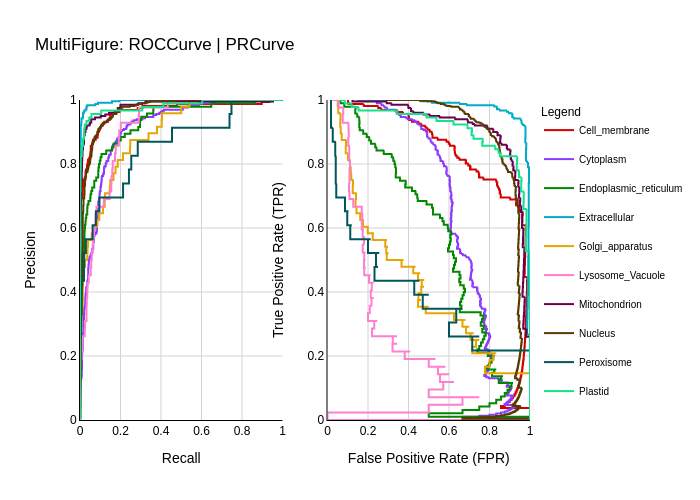 MultiFigure: ROCCurve | PRCurve
Precision
1
0.8
0.6
0.4
0.2
0
0 0.2 0.4 0.6 0.8 1
Recall
True Positive Rate (TPR)
1
0.8
0.6
0.4
0.2
0
0 0.2 0.4 0.6 0.8 1
False Positive Rate (FPR)
Legend
Cell_membrane
Cytoplasm
Endoplasmic_reticulum
Extracellular
Golgi_apparatus
Lysosome_Vacuole
Mitochondrion
Nucleus
Peroxisome
Plastid